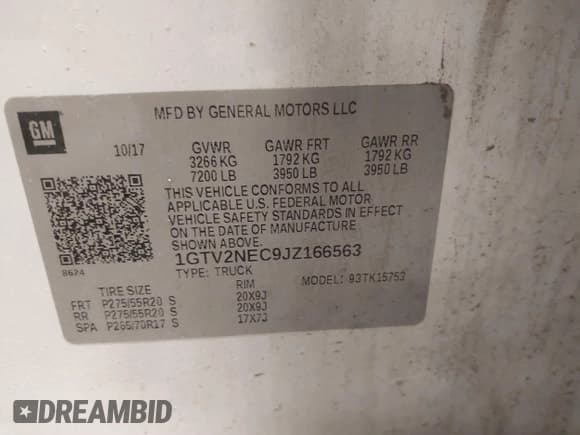 MFD BY GENERAL MOTORS LLC
GM
10/17 GVWR GAWR FRT GAWR RR
3266 KG 1792 KG 1792 KG
7200 LB 3950 LB 3950 LB
THIS VEHICLE CONFORMS TO ALL
APPLICABLE U.S. FEDERAL MOTOR
VEHICLE SAFETY STANDARDS IN EFFECT
ON THE DATE OF MANUFACTURE
SHOWN ABOVE.
8624
1GTV2NEC9JZ166563
TYPE: TRUCK MODEL: 93TK15753
TIRE SIZE RIM
FRT P275/55R20 S 20X9J
RR P275/55R20 S 20X9J
SPA P265/70R17 S 17X7J
DREAMBID